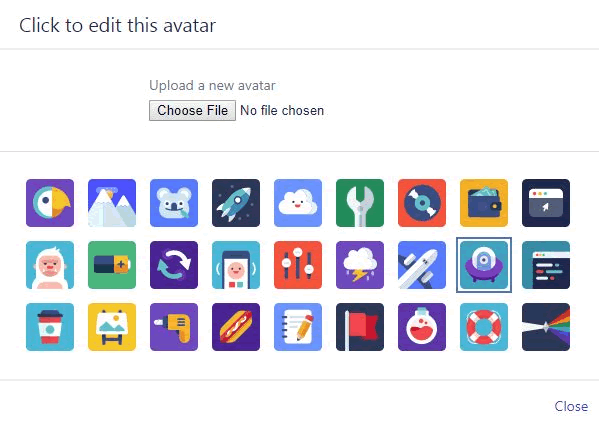 Click to edit this avatar
Upload a new avatar
Choose File No file chosen
Close